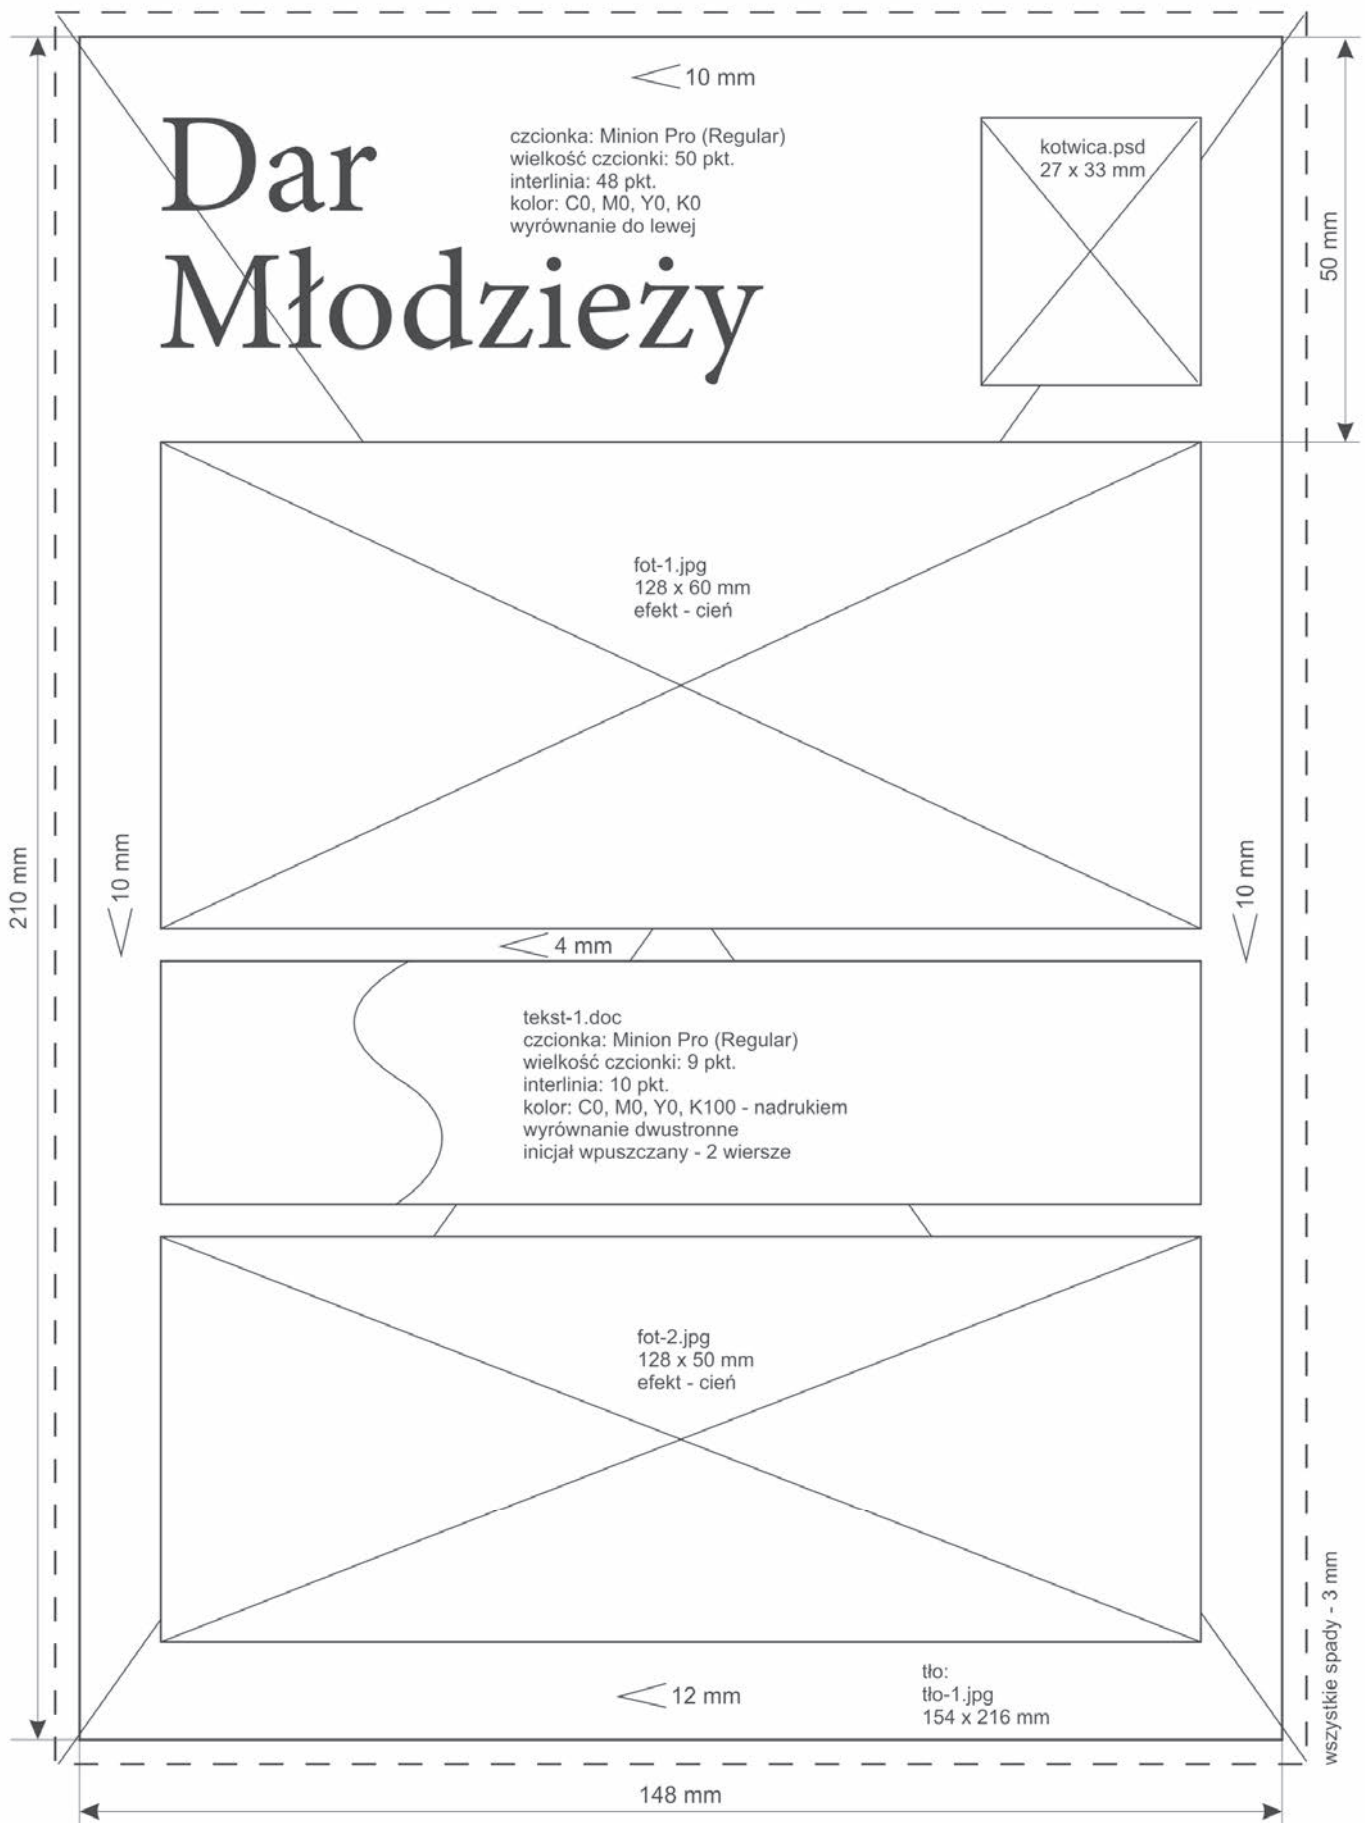 10 mm
Dar
Młodzieży
czcionka: Minion Pro (Regular)
wielkość czcionki: 50 pkt.
interlinia: 48 pkt.
kolor: C0, M0, Y0, K0
wyrównanie do lewej
kotwica.psd
27 x 33 mm
50 mm
fot-1.jpg
128 x 60 mm
efekt - cień
210 mm
10 mm
10 mm
4 mm
tekst-1.doc
czcionka: Minion Pro (Regular)
wielkość czcionki: 9 pkt.
interlinia: 10 pkt.
kolor: C0, M0, Y0, K100 - nadrukiem
wyrównanie dwustronne
inicjał wpuszczany - 2 wiersze
fot-2.jpg
128 x 50 mm
efekt - cień
12 mm
tło:
tło-1.jpg
154 x 216 mm
wszystkie spady - 3 mm
148 mm